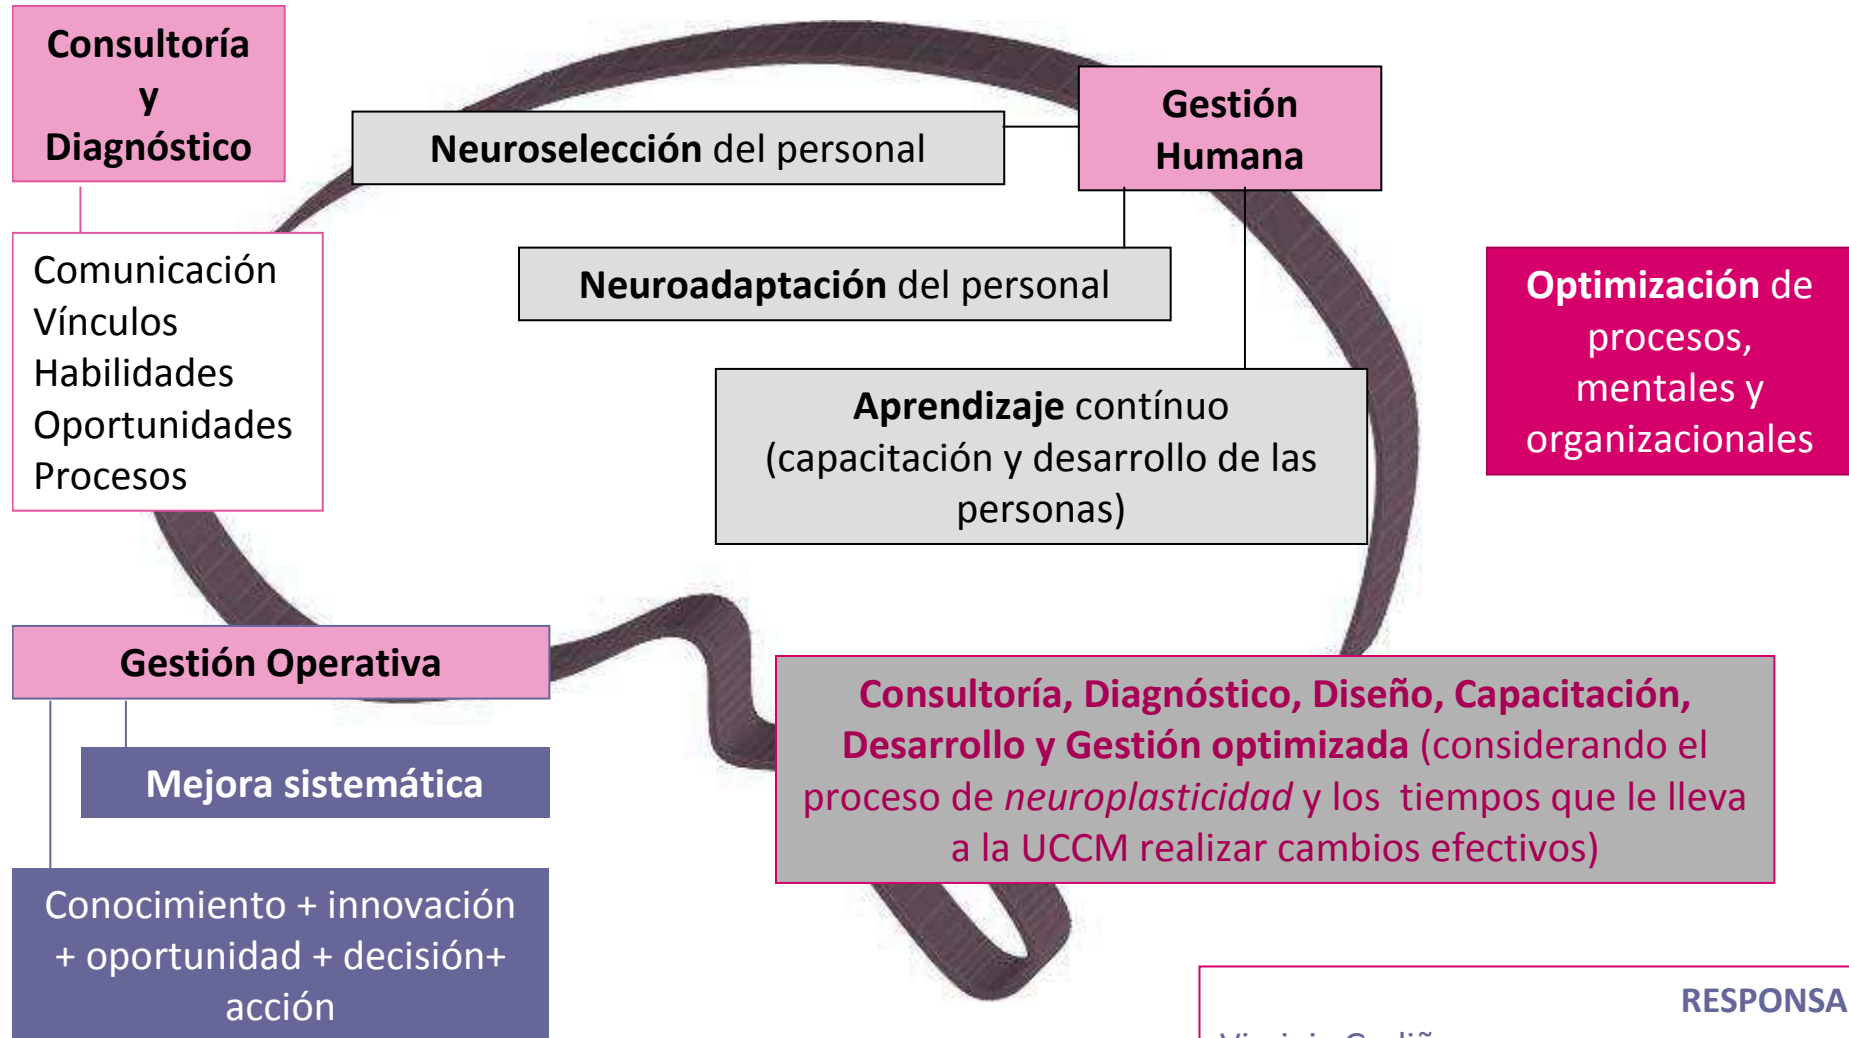 Consultoría
y
Diagnóstico
Comunicación
Vínculos
Habilidades
Oportunidades
Procesos
Neuroselección del personal
Gestión
Humana
Neuroadaptación del personal
Aprendizaje contínuo
(capacitación y desarrollo de las
personas)
Optimización de
procesos,
mentales y
organizacionales
Gestión Operativa
Mejora sistemática
Conocimiento + innovación
+ oportunidad + decisión+
acción
Consultoría, Diagnóstico, Diseño, Capacitación,
Desarrollo y Gestión optimizada (considerando el
proceso de neuroplasticidad y los tiempos que le lleva
a la UCCM realizar cambios efectivos)
RESPONSA